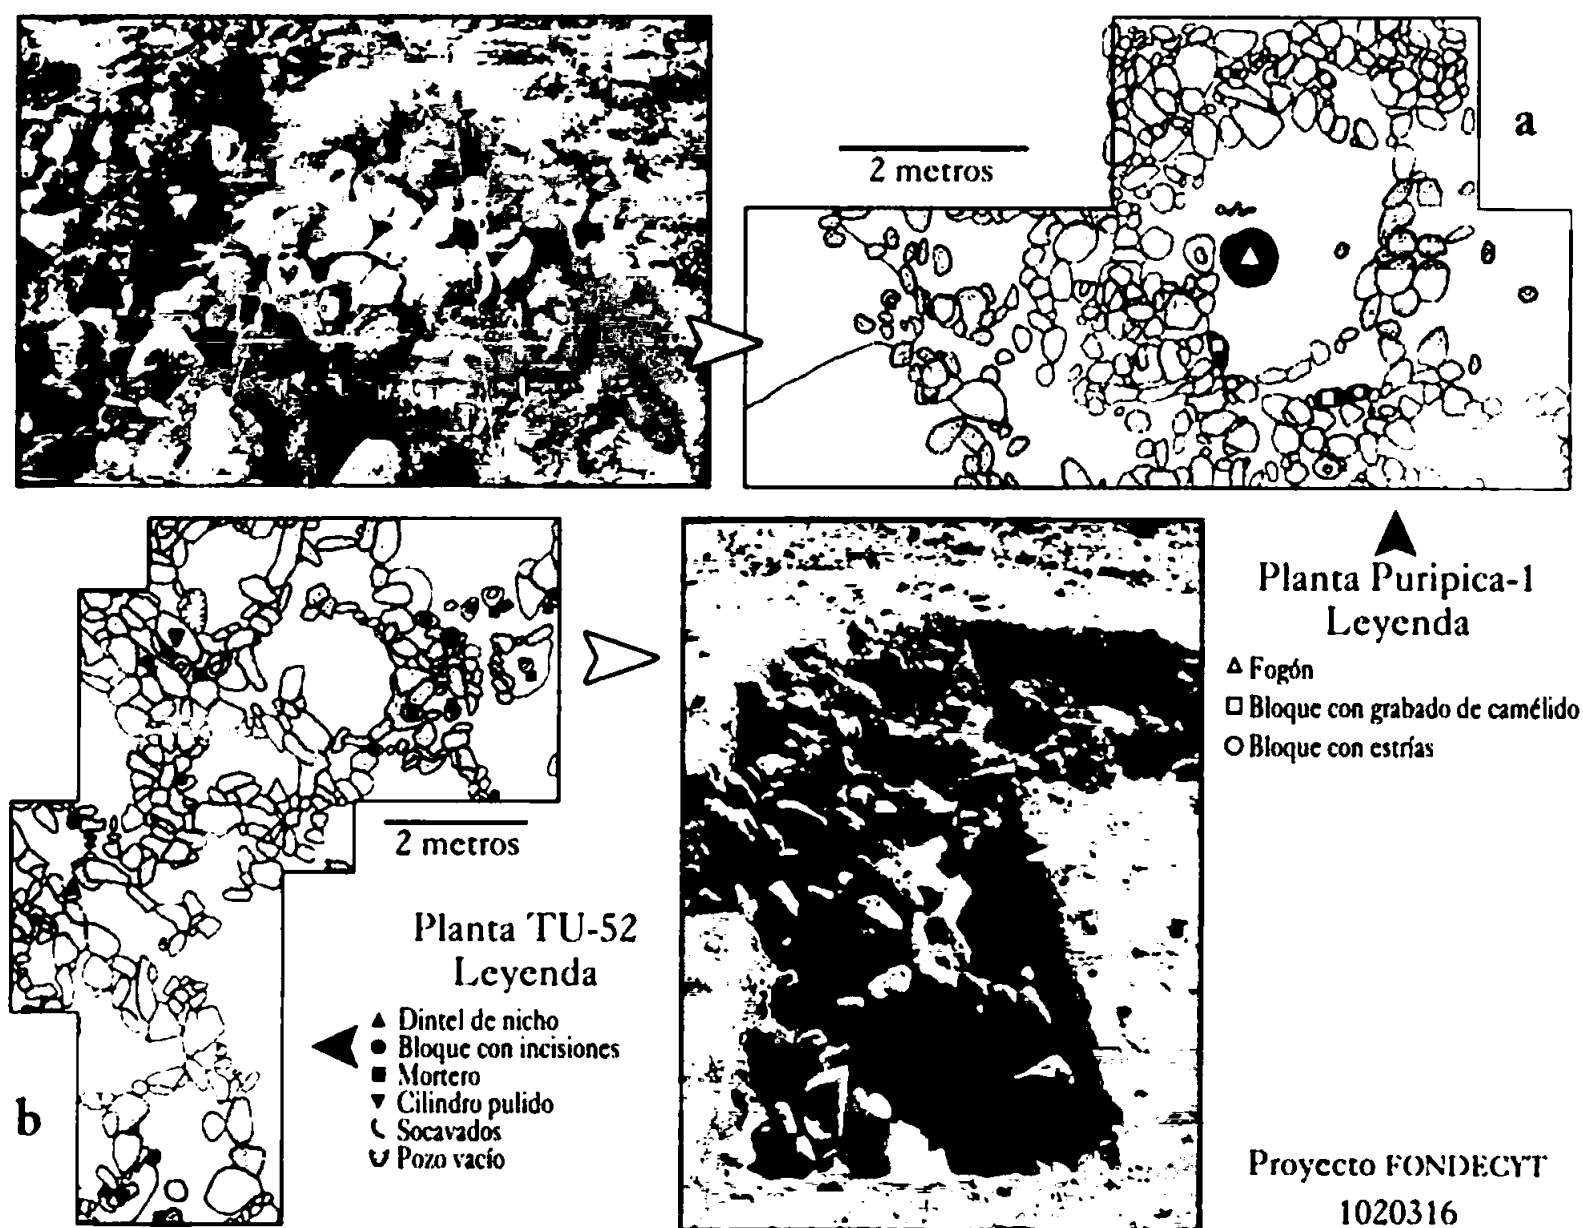 a
2 metros
Planta Puripica-1
Leyenda
Fogón
Bloque con grabado de camélido
Bloque con estrías
2 metros
Planta TU-52
Leyenda
Dintel de nicho
Bloque con incisiones
Mortero
Cilindro pulido
Socavados
Pozo vacío
b
Proyecto FONDECYT
1020316